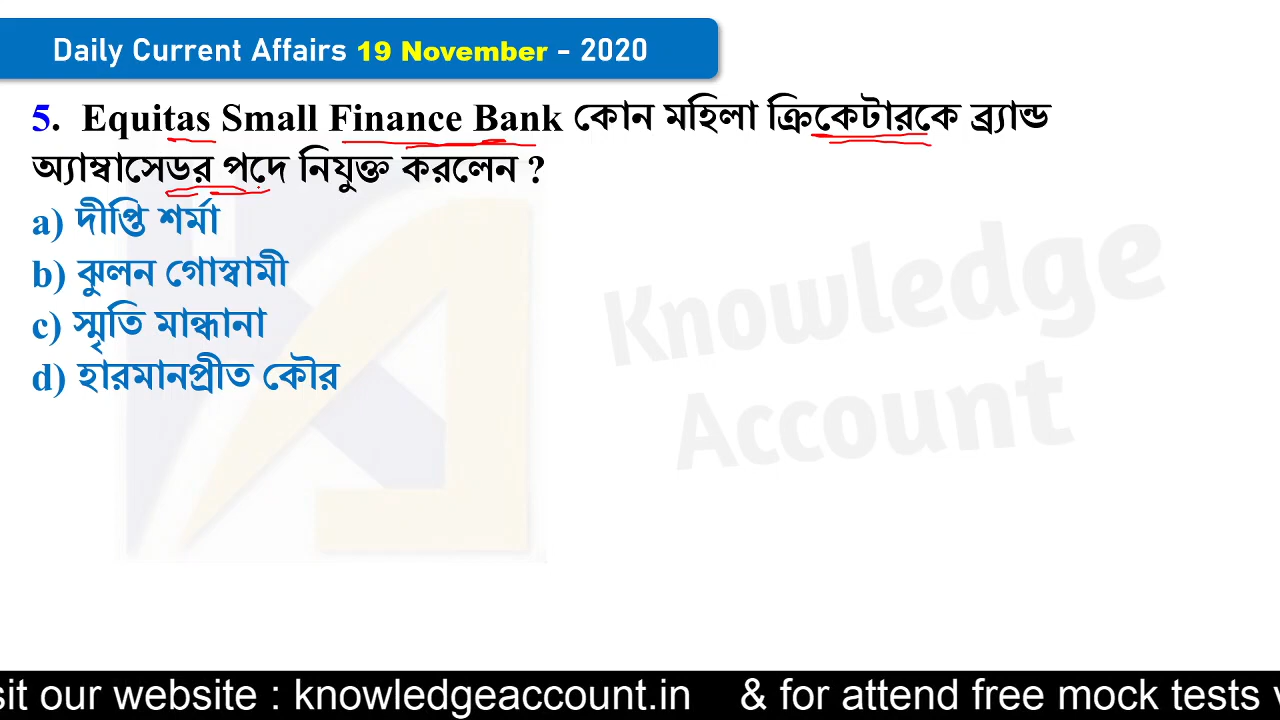 Daily Current Affairs 19 November - 2020
5. Equitas Small Finance Bank কোন মহিলা ক্রিকেটারকে ব্র্যান্ড
অ্যাম্বাসেডর পদে নিযুক্ত করলেন ?
a) দীপ্তি শর্মা
b) ঝুলন গোস্বামী
c) স্মৃতি মান্ধানা
d) হারমানপ্রীত কৌর
Knowledge
Account
sit our website : knowledgeaccount.in & for attend free mock tests